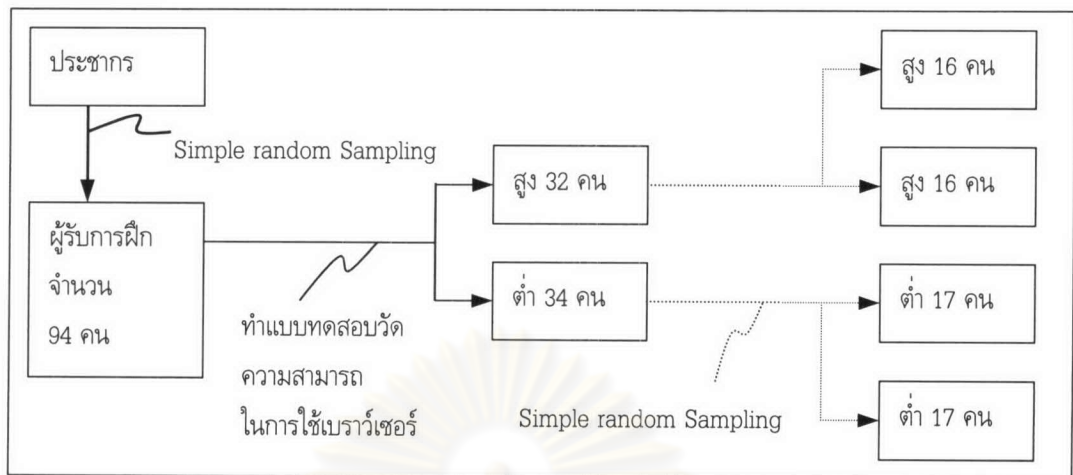 ประชากร
Simple random Sampling
ผู้รับการฝึก
จำนวน
94 คน
ทำแบบทดสอบวัด
ความสามารถ
ในการใช้เบราว์เซอร์
สูง 32 คน
ต่ำ 34 คน
Simple random Sampling
สูง 16 คน
สูง 16 คน
ต่ำ 17 คน
ต่ำ 17 คน